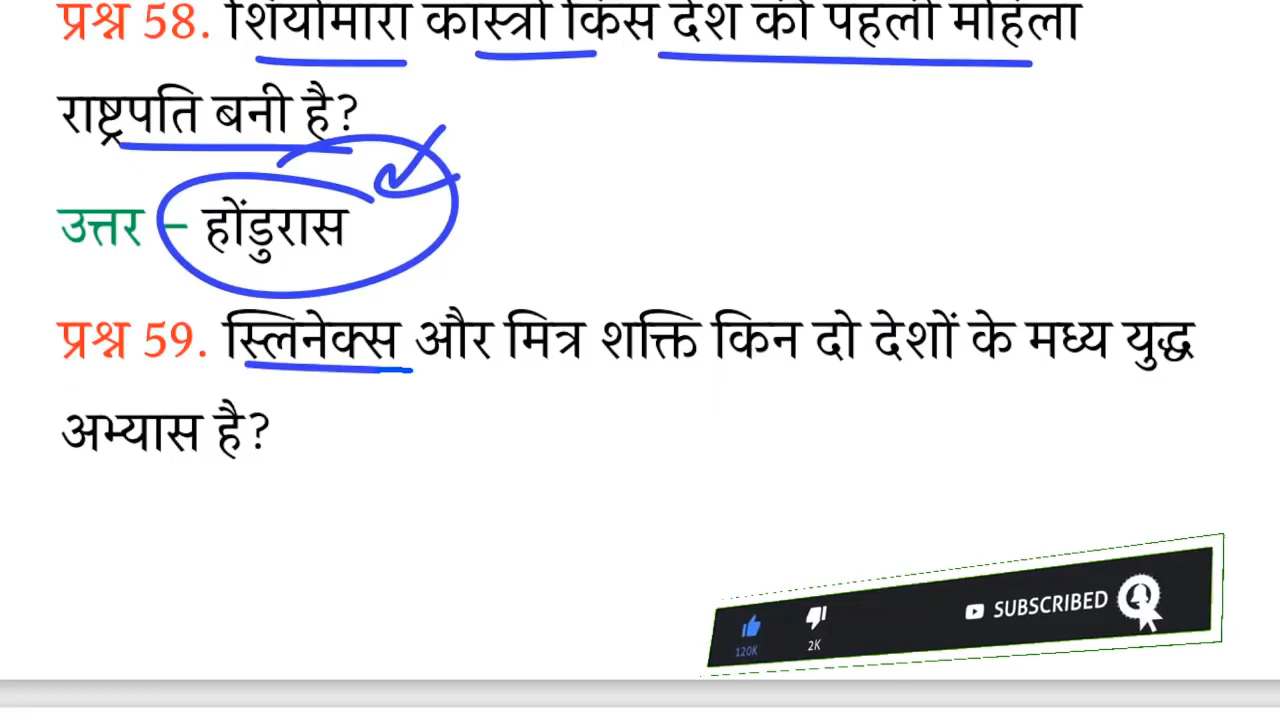 प्रश्न 58. शियोमारा कास्त्रो किस देश की पहली महिला
राष्ट्रपति बनी है?
उत्तर – होंडुरास
प्रश्न 59. स्लिनेक्स और मित्र शक्ति किन दो देशों के मध्य युद्ध
अभ्यास है?
120K 2K SUBSCRIBED